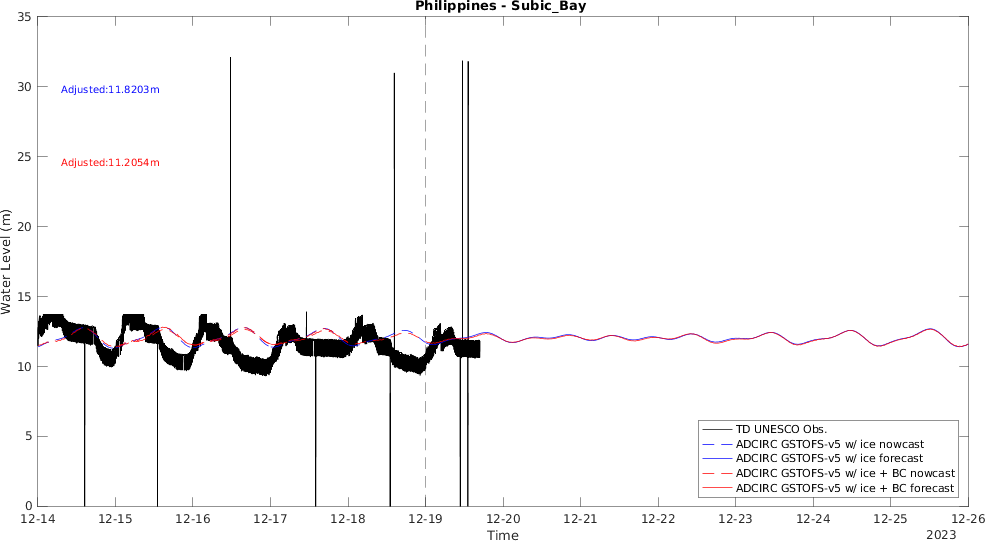 Philippines - Subic_Bay
35
30
25
20
15
10
5
0
Water Level (m)
Adjusted:11.8203m
Adjusted:11.2054m
TD UNESCO Obs.
ADCIRC GSTOFS-v5 w/ ice nowcast
ADCIRC GSTOFS-v5 w/ ice forecast
ADCIRC GSTOFS-v5 w/ ice + BC nowcast
ADCIRC GSTOFS-v5 w/ ice + BC forecast
12-14 12-15 12-16 12-17 12-18 12-19 12-20 12-21 12-22 12-23 12-24 12-25 12-26
Time
2023